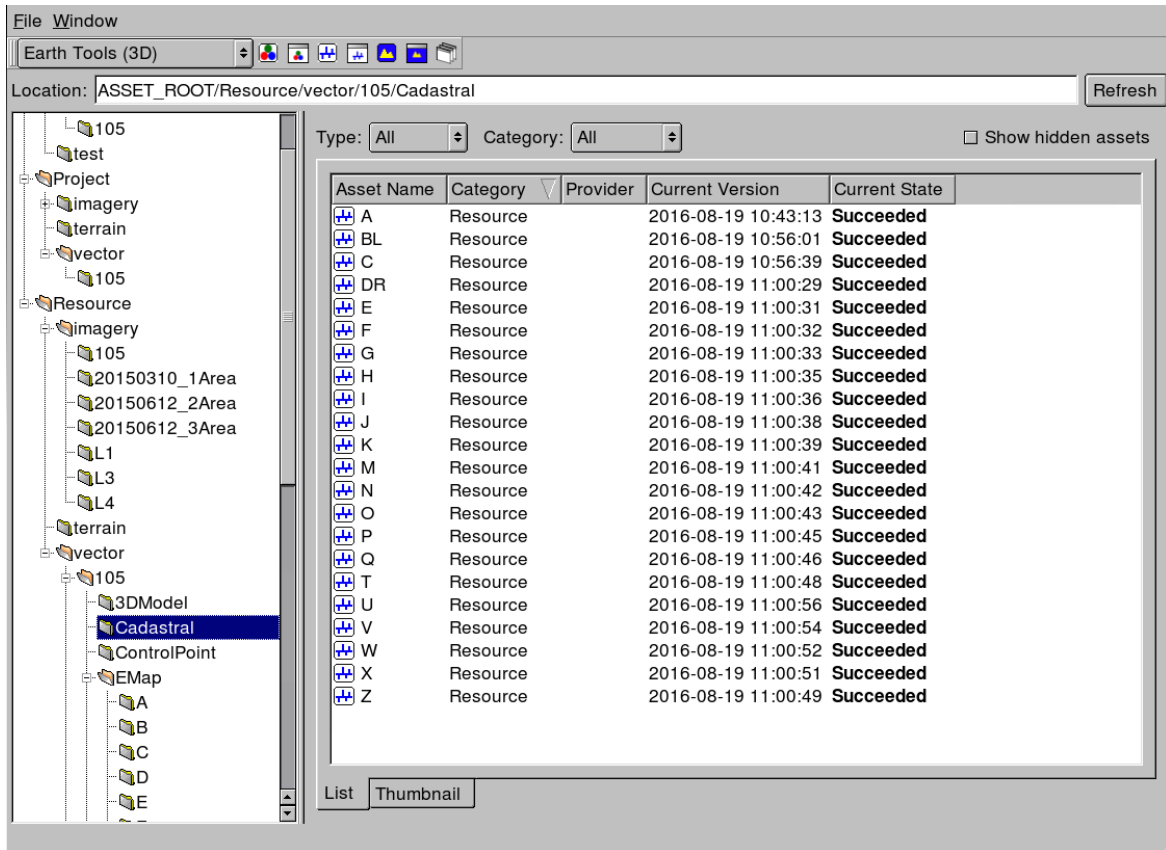 File Window
Earth Tools (3D)
Location: ASSET_ROOT/Resource/vector/105/Cadastral Refresh
105
test
Project
imagery
terrain
vector
105
Resource
imagery
105
20150310_1Area
20150612_2Area
20150612_3Area
L1
L3
L4
terrain
vector
105
3DModel
Cadastral
ControlPoint
EMap
A
B
C
D
E
Type: All Category: All Show hidden assets
Asset Name Category Provider Current Version Current State
A Resource 2016-08-19 10:43:13 Succeeded
BL Resource 2016-08-19 10:56:01 Succeeded
C Resource 2016-08-19 10:56:39 Succeeded
DR Resource 2016-08-19 11:00:29 Succeeded
E Resource 2016-08-19 11:00:31 Succeeded
F Resource 2016-08-19 11:00:32 Succeeded
G Resource 2016-08-19 11:00:33 Succeeded
H Resource 2016-08-19 11:00:35 Succeeded
I Resource 2016-08-19 11:00:36 Succeeded
J Resource 2016-08-19 11:00:38 Succeeded
K Resource 2016-08-19 11:00:39 Succeeded
M Resource 2016-08-19 11:00:41 Succeeded
N Resource 2016-08-19 11:00:42 Succeeded
O Resource 2016-08-19 11:00:43 Succeeded
P Resource 2016-08-19 11:00:45 Succeeded
Q Resource 2016-08-19 11:00:46 Succeeded
T Resource 2016-08-19 11:00:48 Succeeded
U Resource 2016-08-19 11:00:56 Succeeded
V Resource 2016-08-19 11:00:54 Succeeded
W Resource 2016-08-19 11:00:52 Succeeded
X Resource 2016-08-19 11:00:51 Succeeded
Z Resource 2016-08-19 11:00:49 Succeeded
List Thumbnail